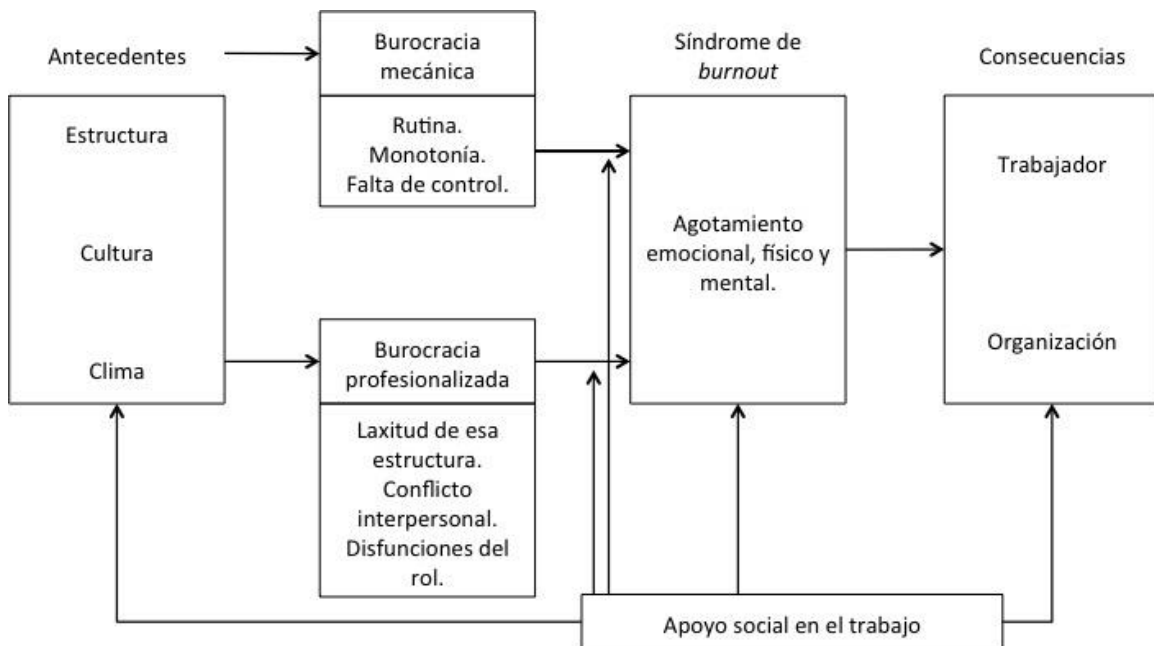 Antecedentes
Estructura
Cultura
Clima
Burocracia
mecánica
Rutina.
Monotonía.
Falta de control.
Burocracia
profesionalizada
Laxitud de esa
estructura.
Conflicto
interpersonal.
Disfunciones del
rol.
Síndrome de
burnout
Agotamiento
emocional, físico y
mental.
Consecuencias
Trabajador
Organización
Apoyo social en el trabajo